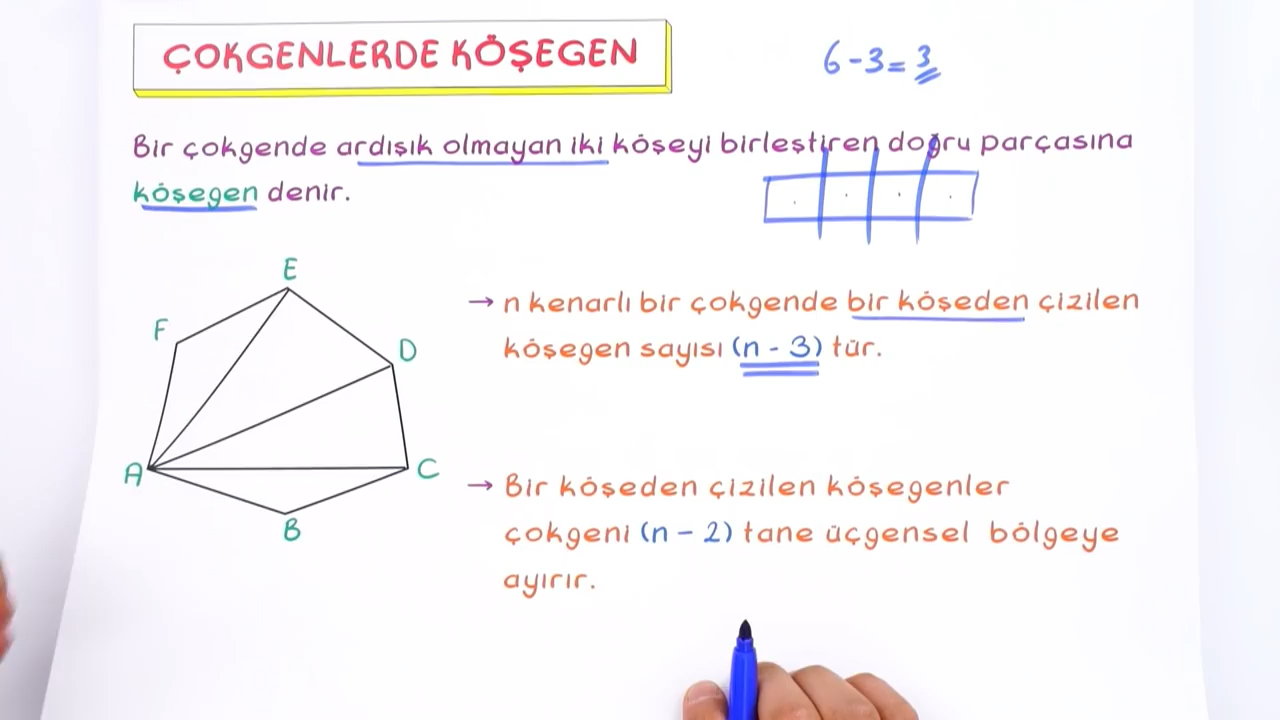 ÇOKGENLERDE KÖŞEGEN
6-3=3
Bir çokgende ardışık olmayan iki köşeyi birleştiren doğru parçasına
köşegen denir.
E
F
D
A
C
B
→ n kenarlı bir çokgende bir köşeden çizilen
köşegen sayısı (n - 3) tür.
→ Bir köşeden çizilen köşegenler
çokgeni (n - 2) tane üçgensel bölgeye
ayırır.